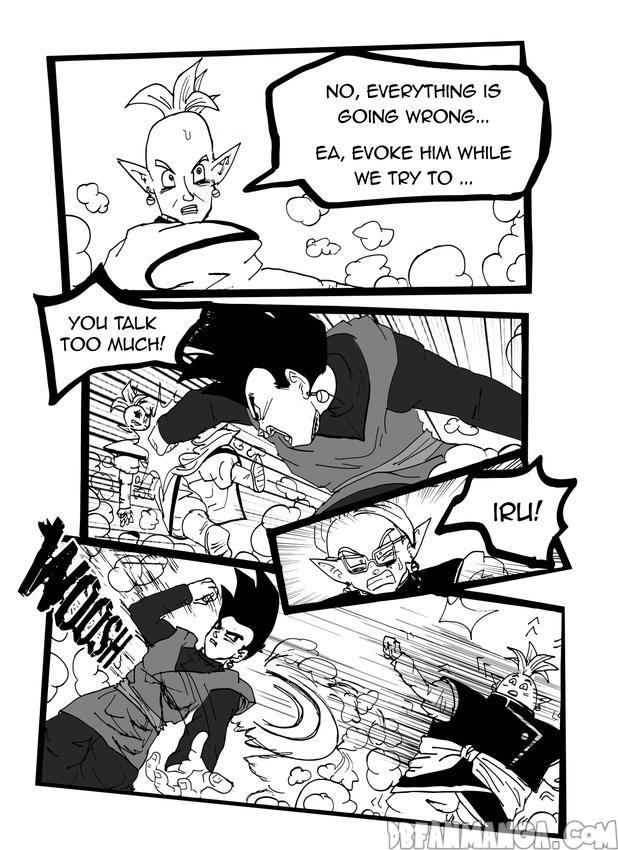 NO, EVERYTHING IS
GOING WRONG...
EA, EVOKE HIM WHILE
WE TRY TO ...
YOU TALK
TOO MUCH!
IRU!
WOOSH
DBFANMANGA.COM